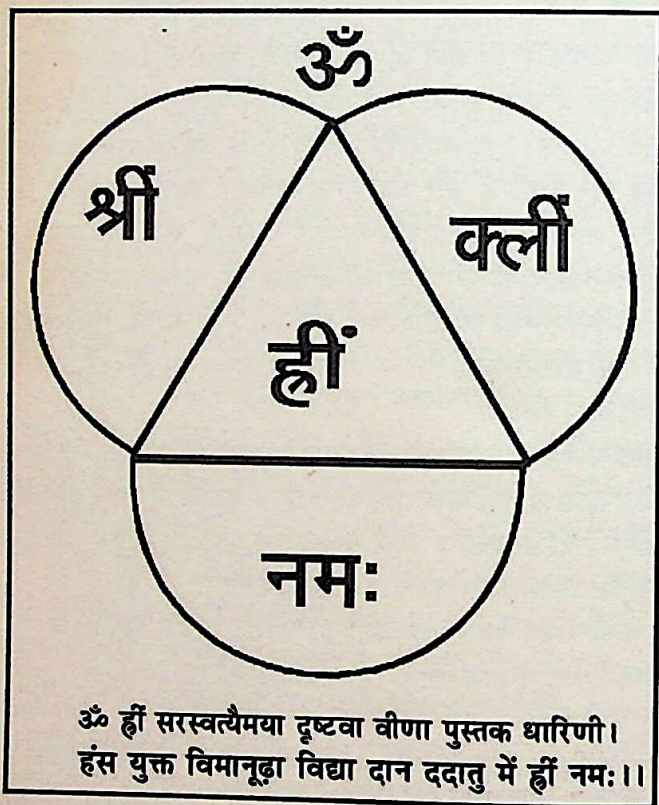 ॐ
श्रीं
क्लीं
ह्रीं
नमः
ॐ ह्रीं सरस्वत्यैमया दृष्टवा वीणा पुस्तक धारिणी।
हंस युक्त विमानूढ़ा विद्या दान ददातु में ह्रीं नमः।।